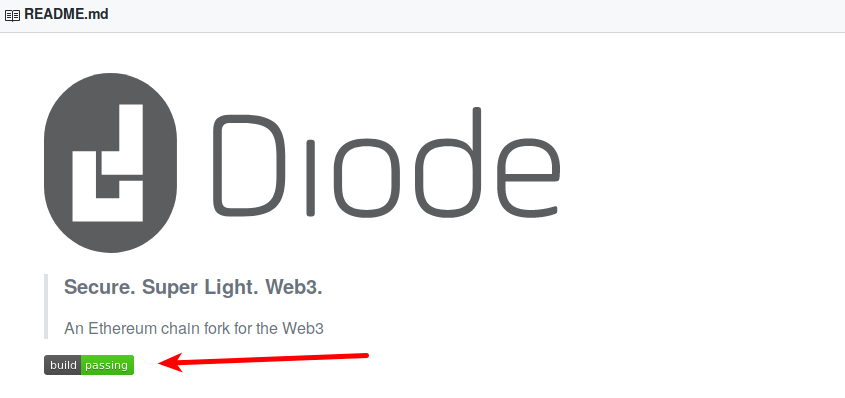 README.md
Diode
Secure. Super Light. Web3.
An Ethereum chain fork for the Web3
build passing